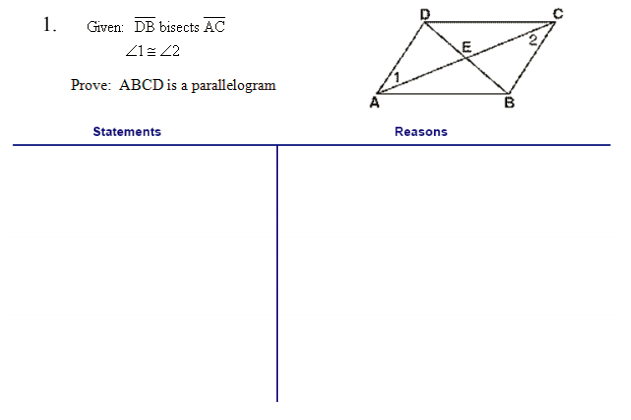 1. Given: DB bisects AC
∠1 ≅ ∠2
Prove: ABCD is a parallelogram
D C
E 2
1
A B
Statements Reasons